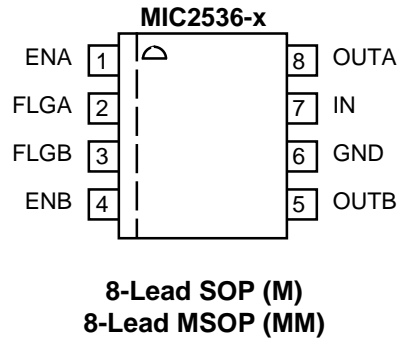 MIC2536-x
ENA 1 8 OUTA
FLGA 2 7 IN
FLGB 3 6 GND
ENB 4 5 OUTB
8-Lead SOP (M)
8-Lead MSOP (MM)